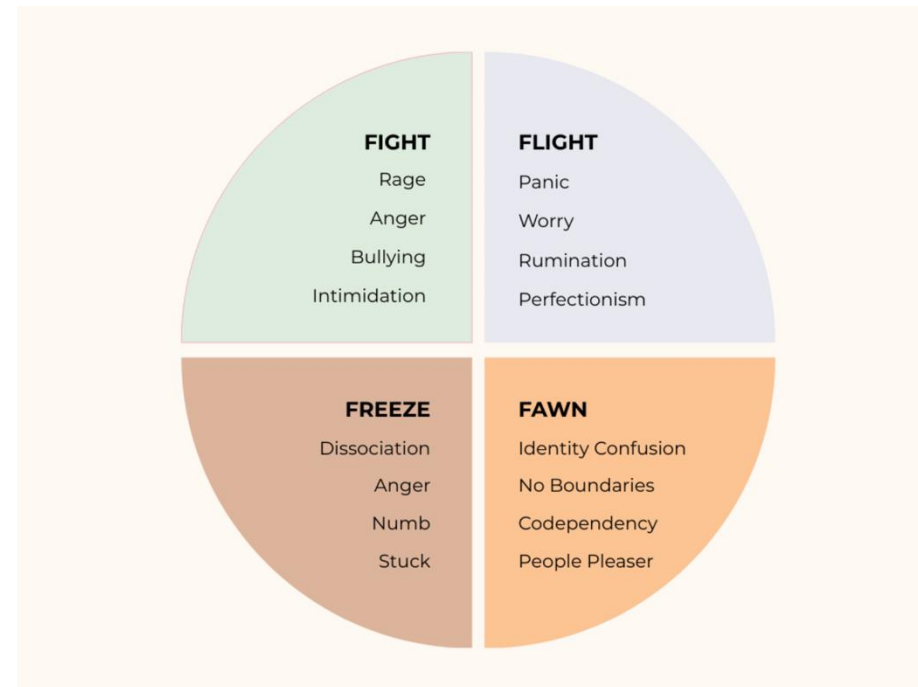 FIGHT
Rage
Anger
Bullying
Intimidation
FLIGHT
Panic
Worry
Rumination
Perfectionism
FREEZE
Dissociation
Anger
Numb
Stuck
FAWN
Identity Confusion
No Boundaries
Codependency
People Pleaser